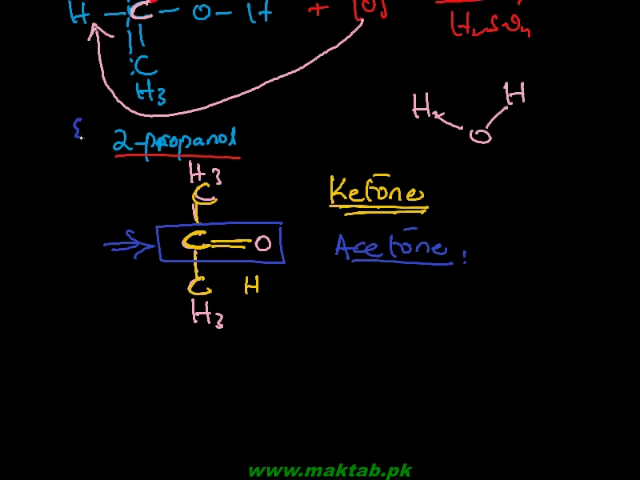 H – C – O – H + [O] H₂SO₄
C
H3
H O H
2-propanol
H3
C
Ketone
C = O
Acetone
C H
H3
www.maktab.pk